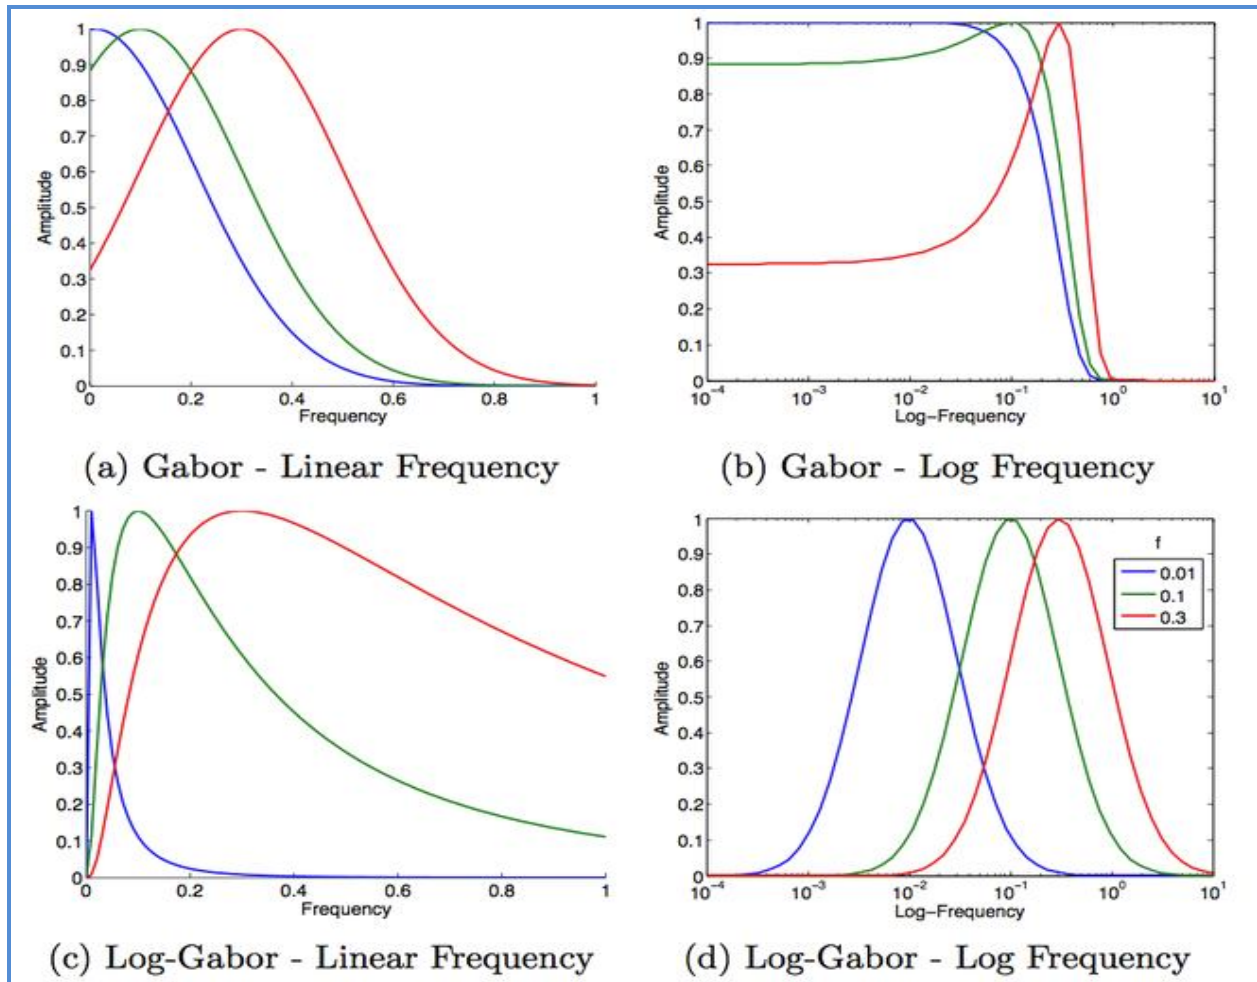 1
0.9
0.8
0.7
0.6
0.5
0.4
0.3
0.2
0.1
0
Amplitude
0 0.2 0.4 0.6 0.8 1
Frequency
(a) Gabor - Linear Frequency
1
0.9
0.8
0.7
0.6
0.5
0.4
0.3
0.2
0.1
0
Amplitude
10⁻⁴ 10⁻³ 10⁻² 10⁻¹ 10⁰ 10¹
Log-Frequency
(b) Gabor - Log Frequency
1
0.9
0.8
0.7
0.6
0.5
0.4
0.3
0.2
0.1
0
Amplitude
0 0.2 0.4 0.6 0.8 1
Frequency
(c) Log-Gabor - Linear Frequency
1
0.9
0.8
0.7
0.6
0.5
0.4
0.3
0.2
0.1
0
Amplitude
f
0.01
0.1
0.3
10⁻⁴ 10⁻³ 10⁻² 10⁻¹ 10⁰ 10¹
Log-Frequency
(d) Log-Gabor - Log Frequency